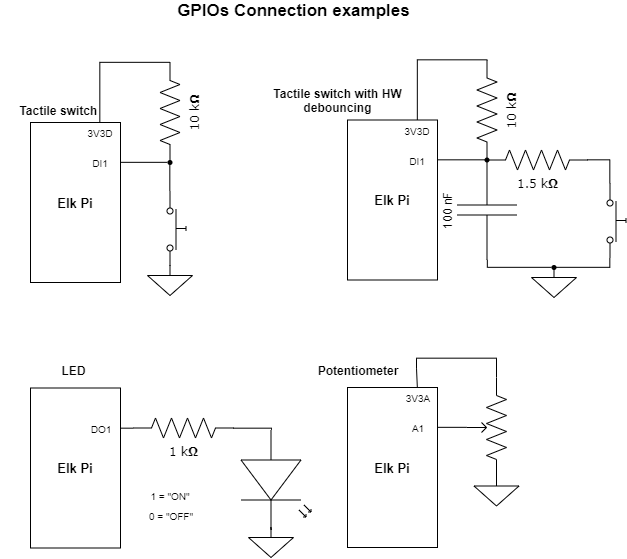 GPIOs Connection examples
Tactile switch
3V3D
10 kΩ
DI1
Elk Pi
Tactile switch with HW
debouncing
3V3D
10 kΩ
DI1
1.5 kΩ
Elk Pi
100 nF
LED
DO1
1 kΩ
Elk Pi
1 = "ON"
0 = "OFF"
Potentiometer
3V3A
A1
Elk Pi